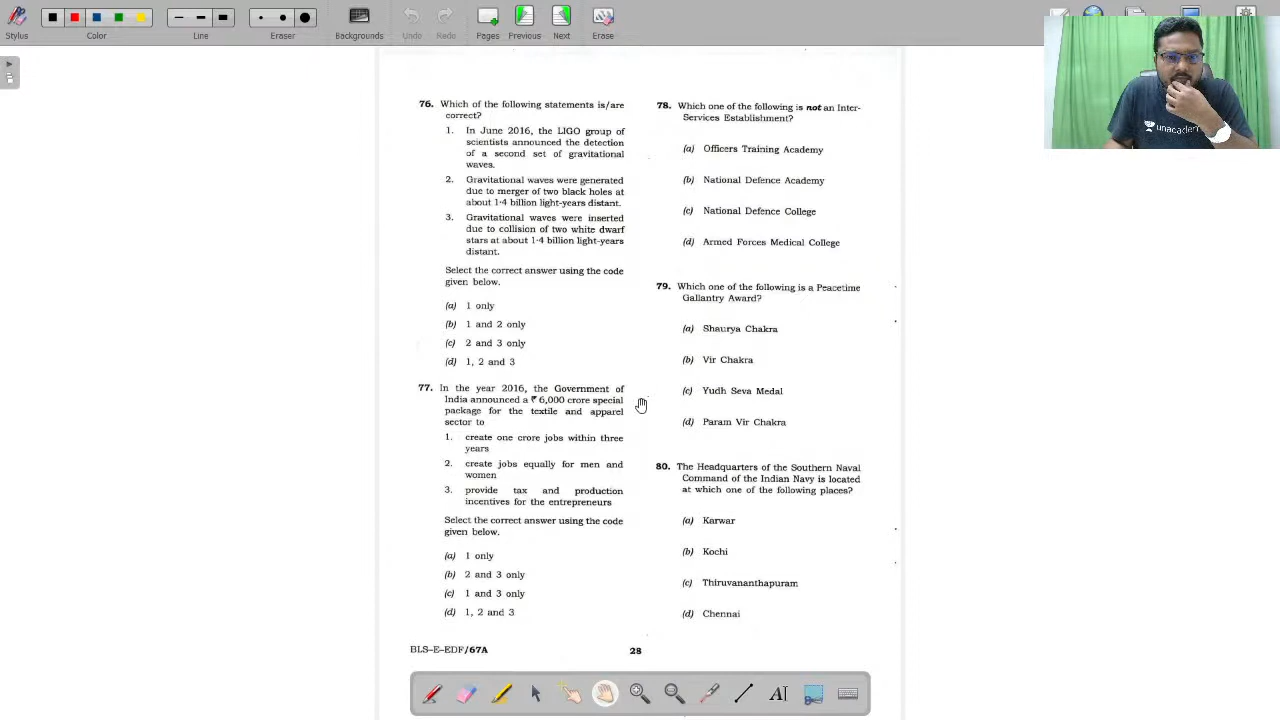 Stylus
Color
Line
Eraser
Backgrounds
Undo
Redo
Pages
Previous
Next
Erase
76. Which of the following statements is/are
correct?
1. In June 2016, the LIGO group of
scientists announced the detection
of a second set of gravitational
waves.
2. Gravitational waves were generated
due to merger of two black holes at
about 1·4 billion light-years distant.
3. Gravitational waves were inserted
due to collision of two white dwarf
stars at about 1·4 billion light-years
distant.
Select the correct answer using the code
given below.
(a) 1 only
(b) 1 and 2 only
(c) 2 and 3 only
(d) 1, 2 and 3
77. In the year 2016, the Government of
India announced a ₹ 6,000 crore special
package for the textile and apparel
sector to
1. create one crore jobs within three
years
2. create jobs equally for men and
women
3. provide tax and production
incentives for the entrepreneurs
Select the correct answer using the code
given below.
(a) 1 only
(b) 2 and 3 only
(c) 1 and 3 only
(d) 1, 2 and 3
78. Which one of the following is not an Inter-
Services Establishment?
(a) Officers Training Academy
(b) National Defence Academy
(c) National Defence College
(d) Armed Forces Medical College
79. Which one of the following is a Peacetime
Gallantry Award?
(a) Shaurya Chakra
(b) Vir Chakra
(c) Yudh Seva Medal
(d) Param Vir Chakra
80. The Headquarters of the Southern Naval
Command of the Indian Navy is located
at which one of the following places?
(a) Karwar
(b) Kochi
(c) Thiruvananthapuram
(d) Chennai
BLS-E-EDF/67A
28
AI